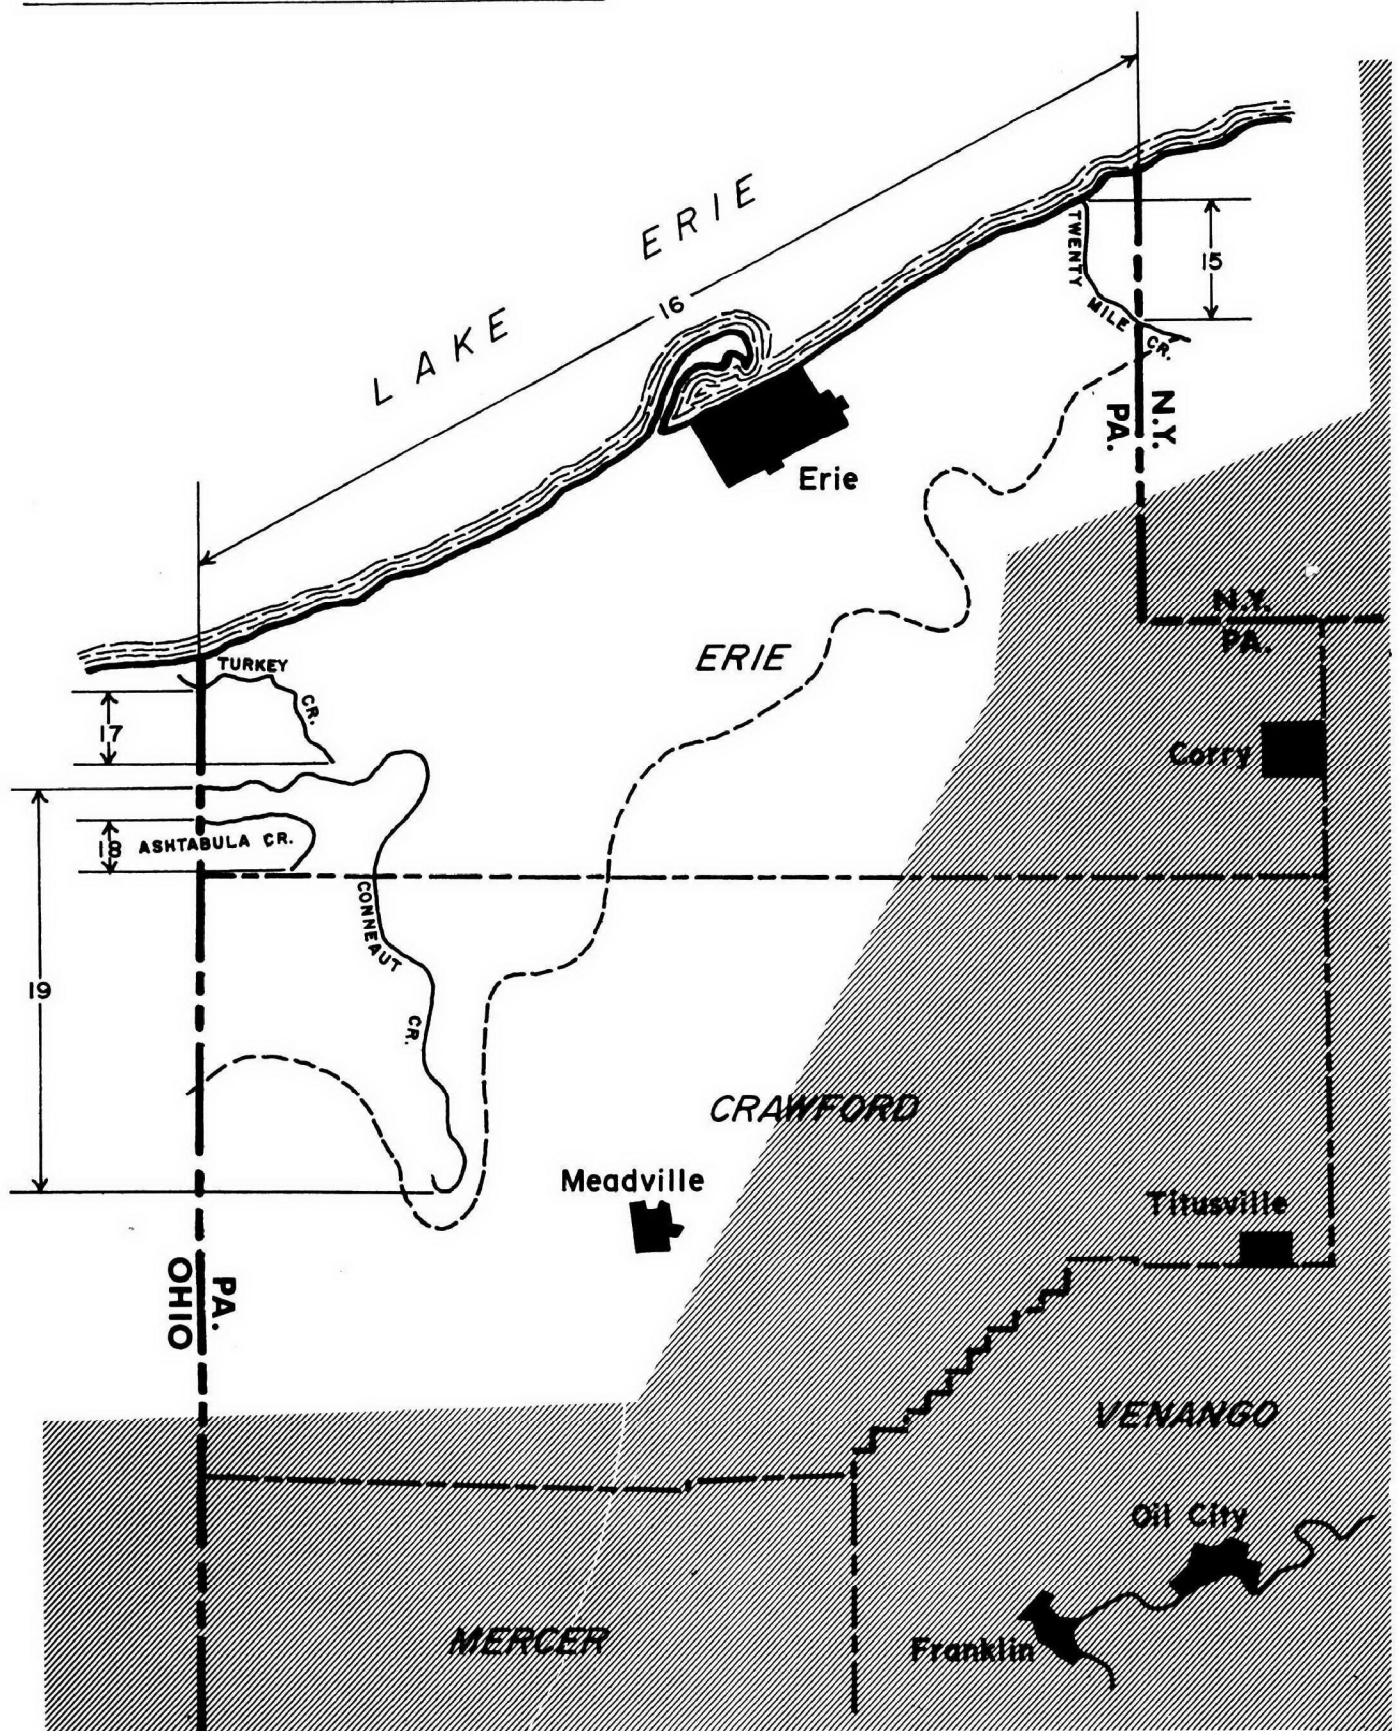 LAKE ERIE
16
TWENTY MILE CR.
15
N.Y.
PA.
Erie
N.Y.
PA.
ERIE
TURKEY CR.
17
Corry
19
18
ASHTABULA CR.
CONNEAUT CR.
CRAWFORD
Meadville
Titusville
PA.
OHIO
VENANGO
Oil City
Franklin
MERCER